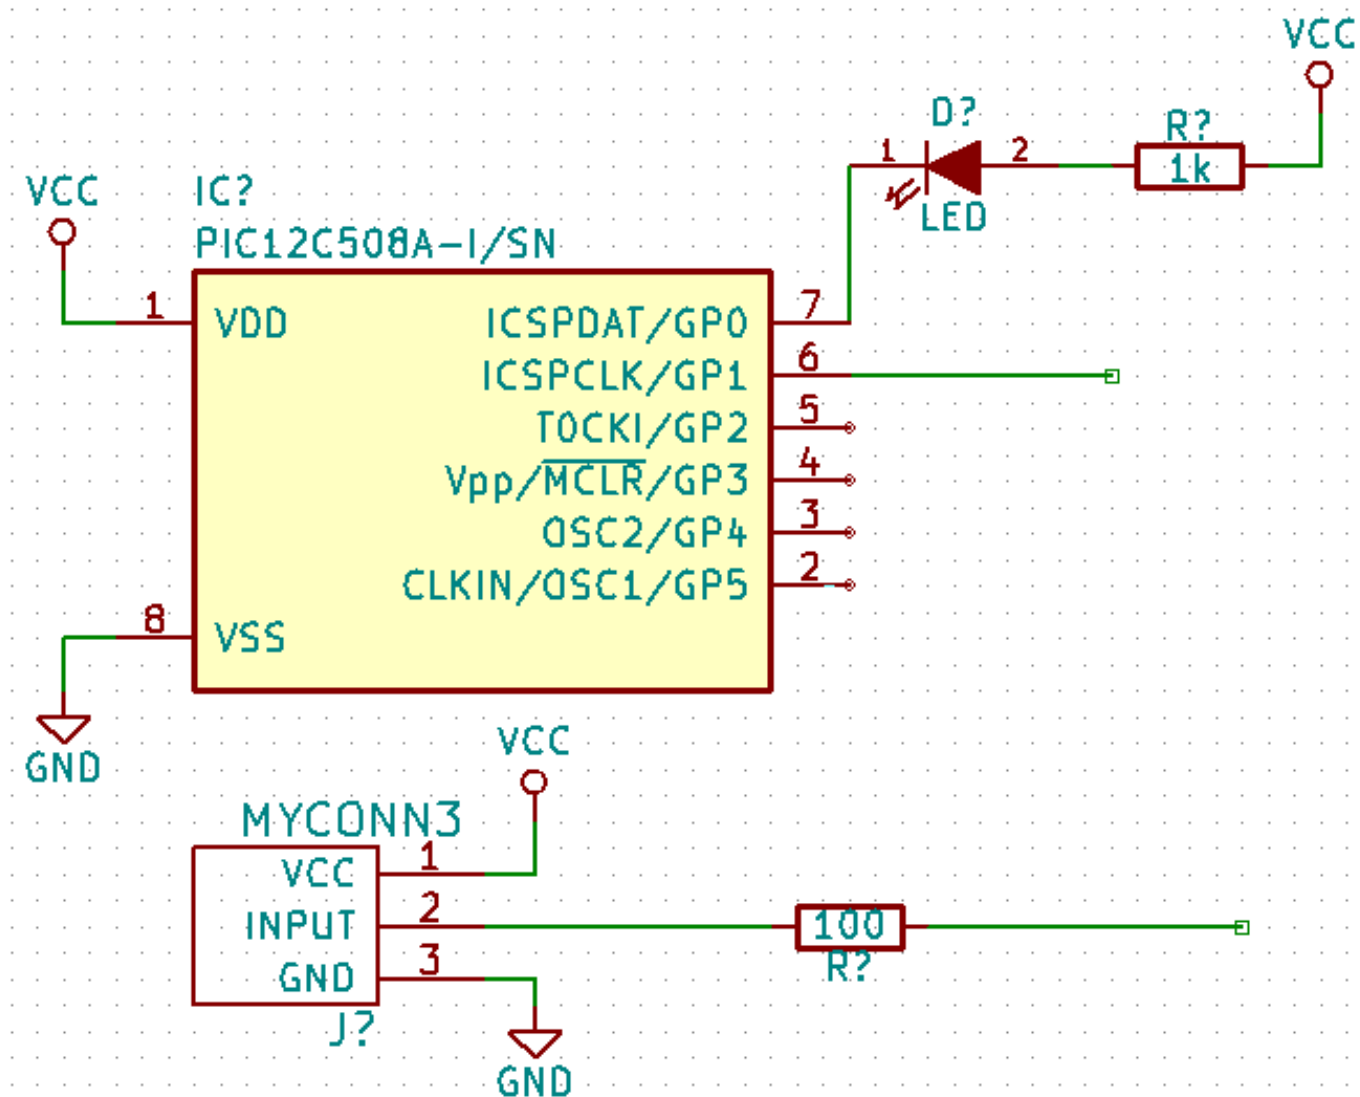 VCC
D?
R?
1
2
1k
LED
VCC
IC?
PIC12C508A-I/SN
1
VDD
ICSPDAT/GP0
7
ICSPCLK/GP1
6
T0CKI/GP2
5
Vpp/MCLR/GP3
4
OSC2/GP4
3
CLKIN/OSC1/GP5
2
8
VSS
GND
VCC
MYCONN3
VCC
1
INPUT
2
100
GND
3
R?
J?
GND